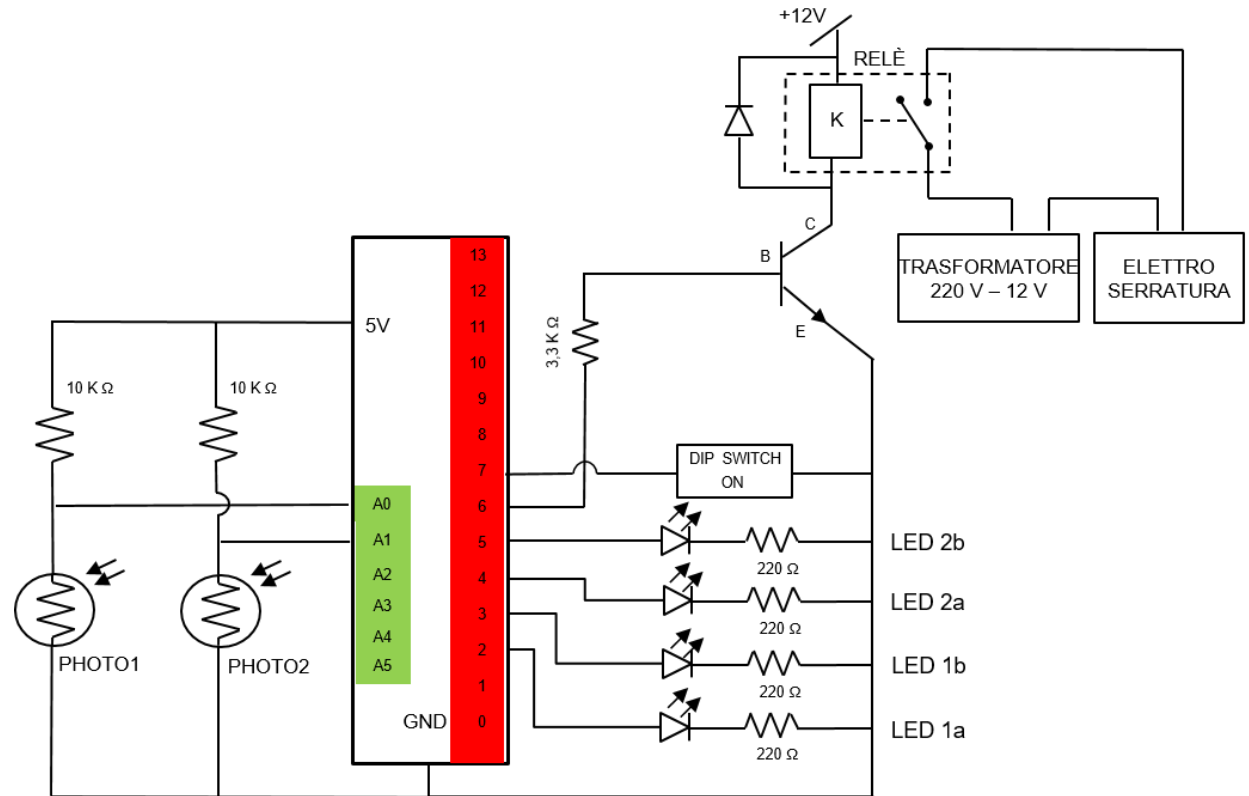 +12V
RELÈ
K
C
B
E
TRASFORMATORE
220 V – 12 V
ELETTRO
SERRATURA
3,3 K Ω
5V
10 K Ω
10 K Ω
13
12
11
10
9
8
7
6
5
4
3
2
1
0
A0
A1
A2
A3
A4
A5
GND
DIP SWITCH
ON
LED 2b
220 Ω
LED 2a
220 Ω
LED 1b
220 Ω
LED 1a
220 Ω
PHOTO1
PHOTO2